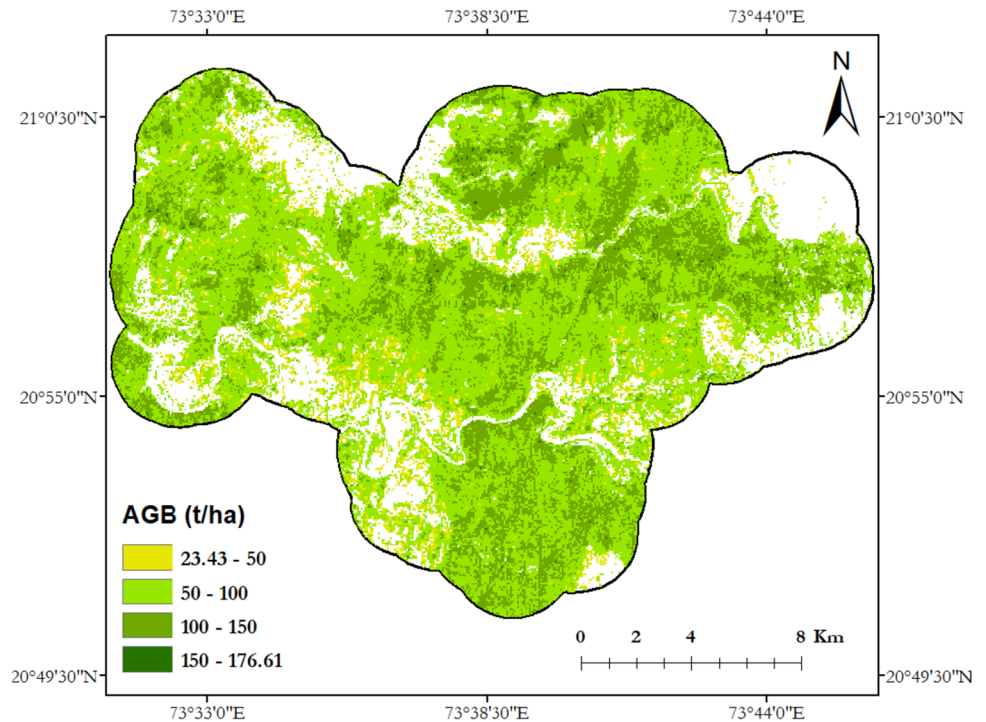 73°33'0"E 73°38'30"E 73°44'0"E
N
21°0'30"N 21°0'30"N
20°55'0"N 20°55'0"N
AGB (t/ha)
23.43 - 50
50 - 100
100 - 150
150 - 176.61
0 2 4 8 Km
20°49'30"N 20°49'30"N
73°33'0"E 73°38'30"E 73°44'0"E